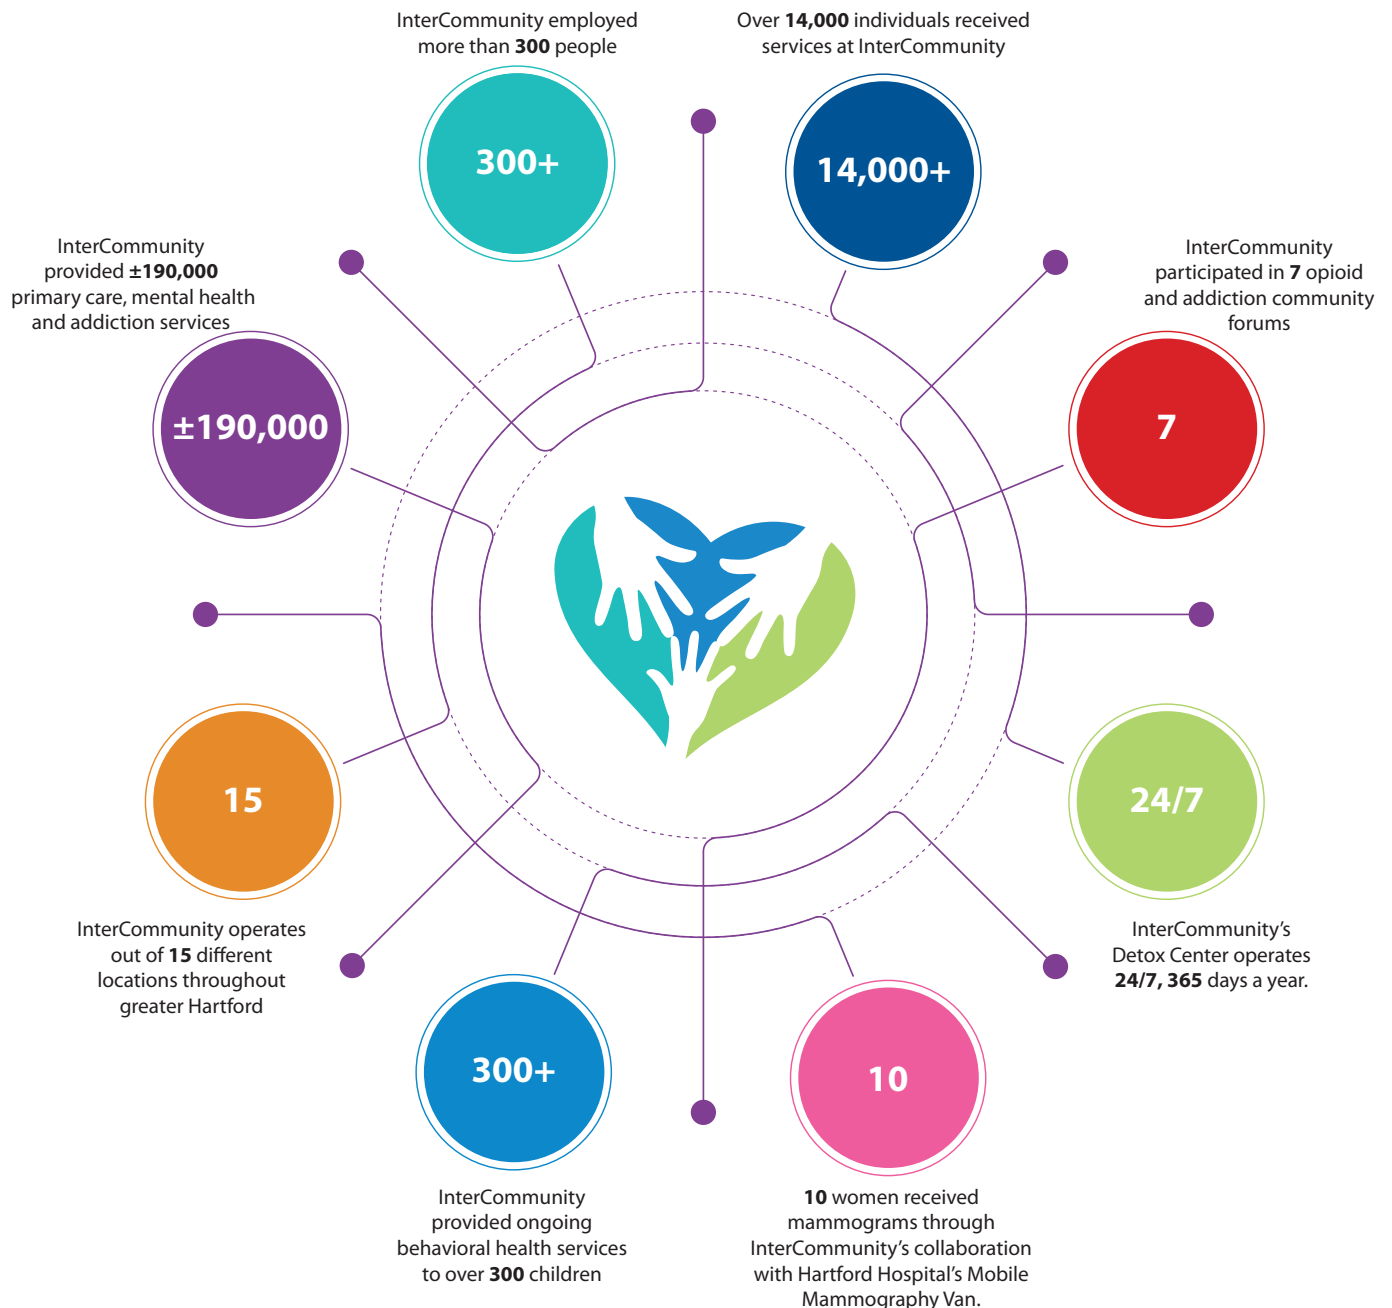 InterCommunity employed
more than 300 people
300+
Over 14,000 individuals received
services at InterCommunity
14,000+
InterCommunity
participated in 7 opioid
and addiction community
forums
7
24/7
InterCommunity’s
Detox Center operates
24/7, 365 days a year.
10
10 women received
mammograms through
InterCommunity’s collaboration
with Hartford Hospital’s Mobile
Mammography Van.
300+
InterCommunity
provided ongoing
behavioral health services
to over 300 children
15
InterCommunity operates
out of 15 different
locations throughout
greater Hartford
InterCommunity
provided ±190,000
primary care, mental health
and addiction services
±190,000